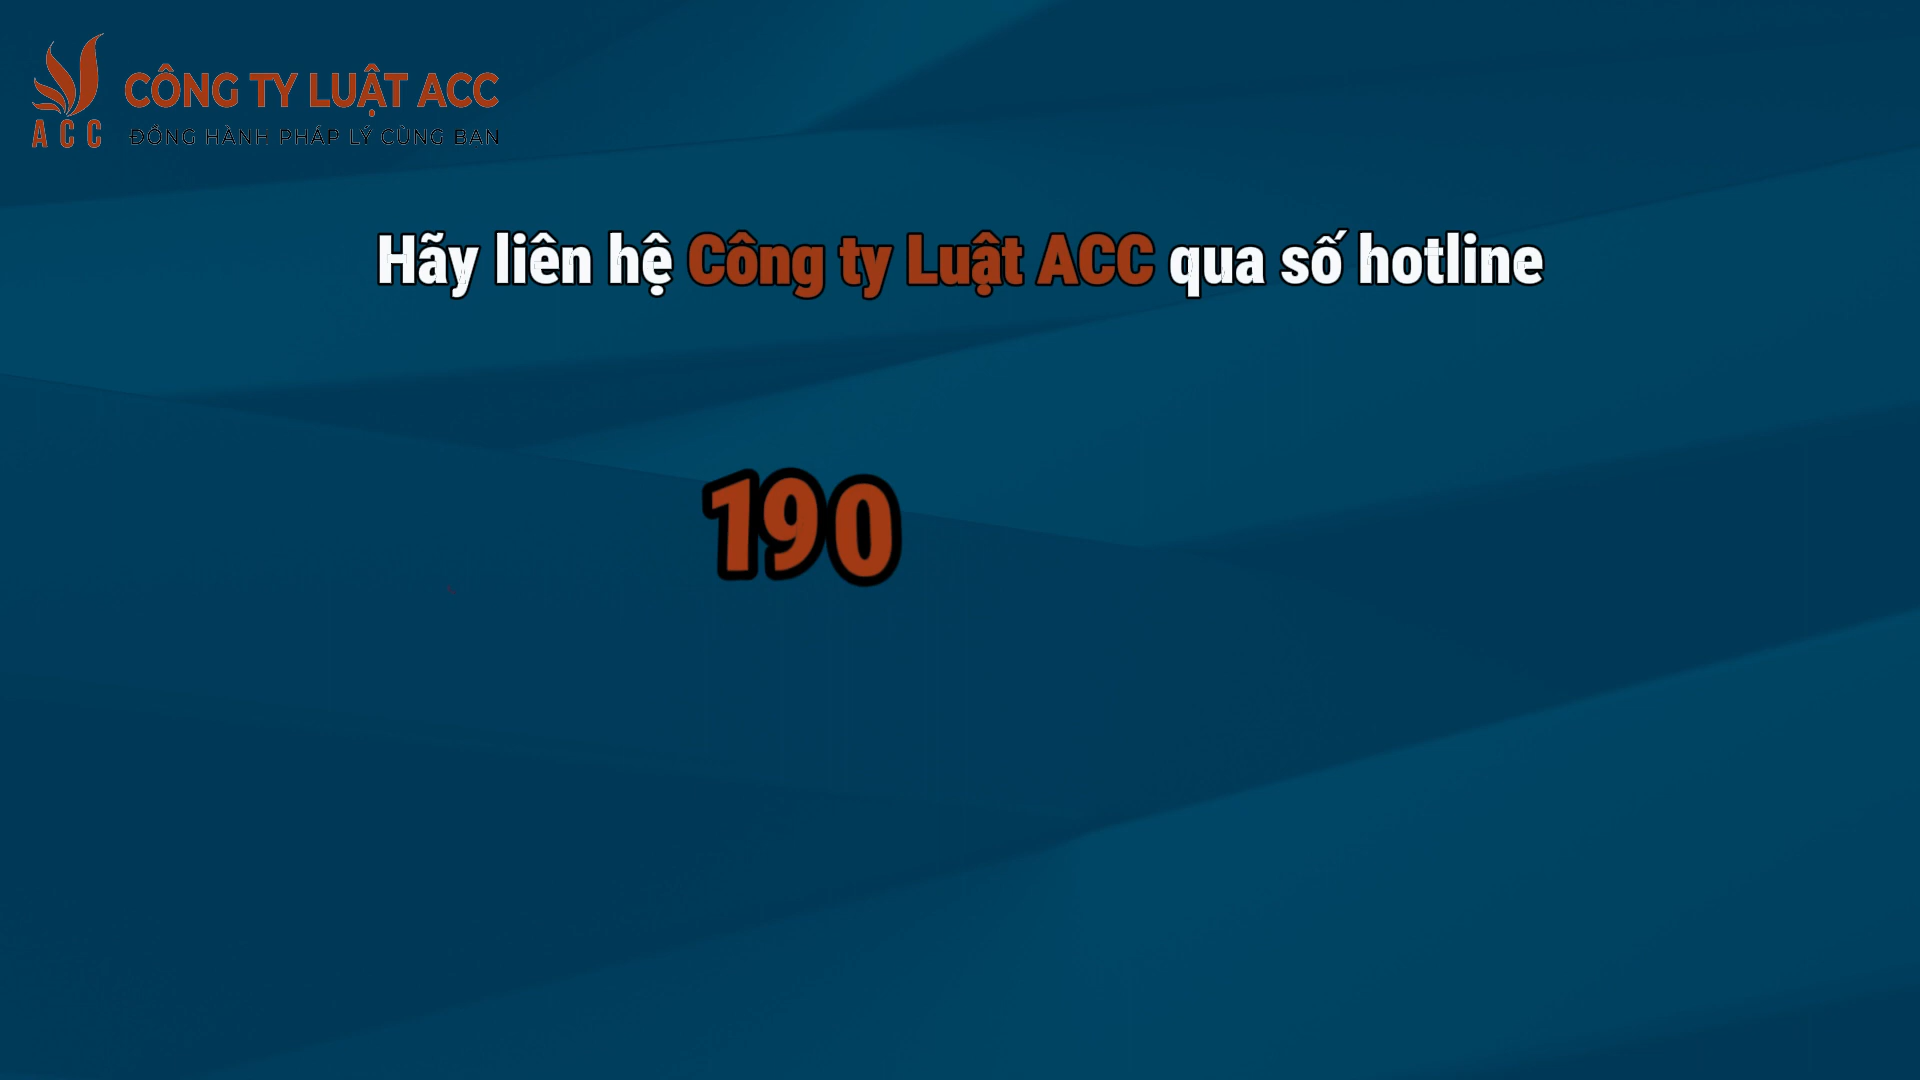 CÔNG TY LUẬT ACC
ACC
ĐỒNG HÀNH PHÁP LÝ CÙNG BẠN
Hãy liên hệ Công ty Luật ACC qua số hotline
190